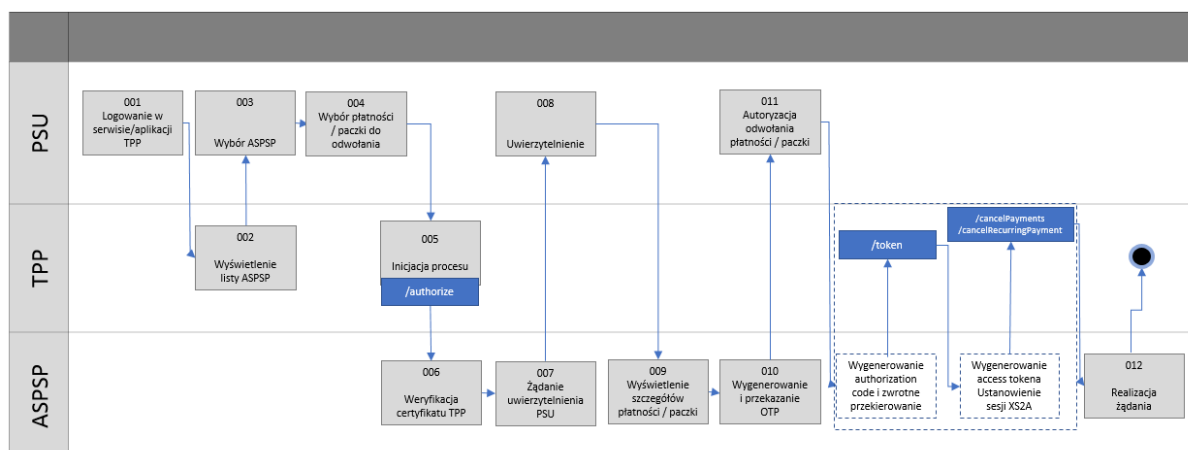 PSU
001
Logowanie w
serwisie/aplikacji
TPP
003
Wybór ASPSP
004
Wybór płatności
/ paczki do
odwołania
008
Uwierzytelnienie
011
Autoryzacja
odwołania
płatności / paczki
TPP
002
Wyświetlenie
listy ASPSP
005
Inicjacja procesu
/authorize
/token
/cancelPayments
/cancelRecurringPayment
ASPSP
006
Weryfikacja
certyfikatu TPP
007
Żądanie
uwierzytelnienia
PSU
009
Wyświetlenie
szczegółów
płatności / paczki
010
Wygenerowanie
i przekazanie
OTP
Wygenerowanie
authorization
code i zwrotne
przekierowanie
Wygenerowanie
access tokena
Ustanowienie
sesji XS2A
012
Realizacja
żądania